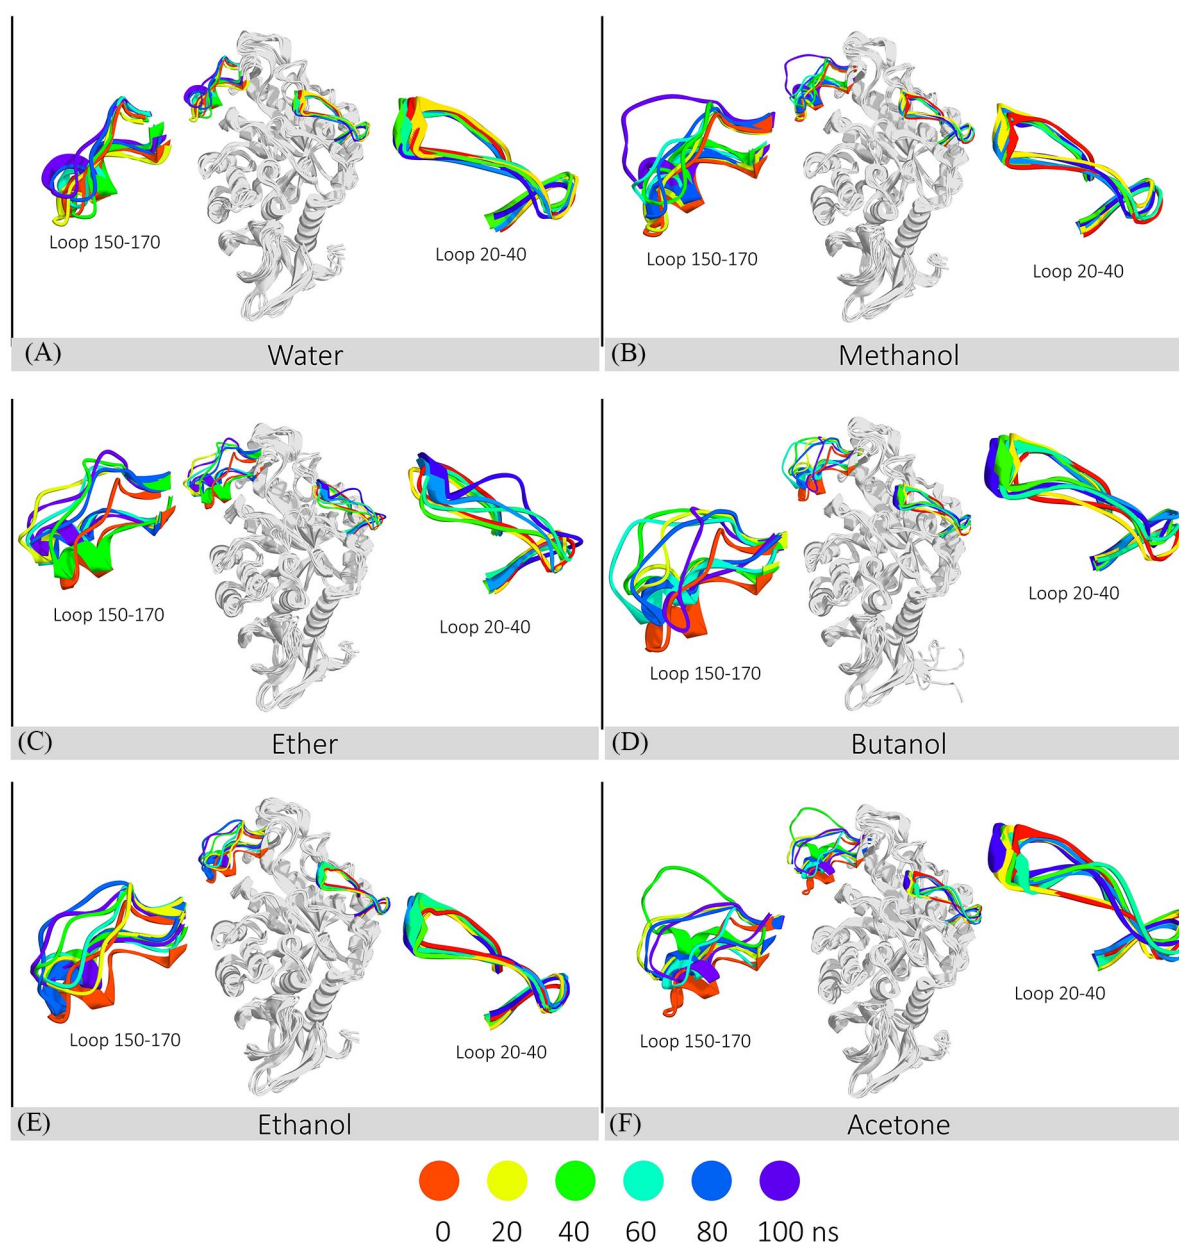 Loop 150-170
Loop 20-40
(A) Water
Loop 150-170
Loop 20-40
(B) Methanol
Loop 150-170
Loop 20-40
(C) Ether
Loop 150-170
Loop 20-40
(D) Butanol
Loop 150-170
Loop 20-40
(E) Ethanol
Loop 150-170
Loop 20-40
(F) Acetone
0 20 40 60 80 100 ns